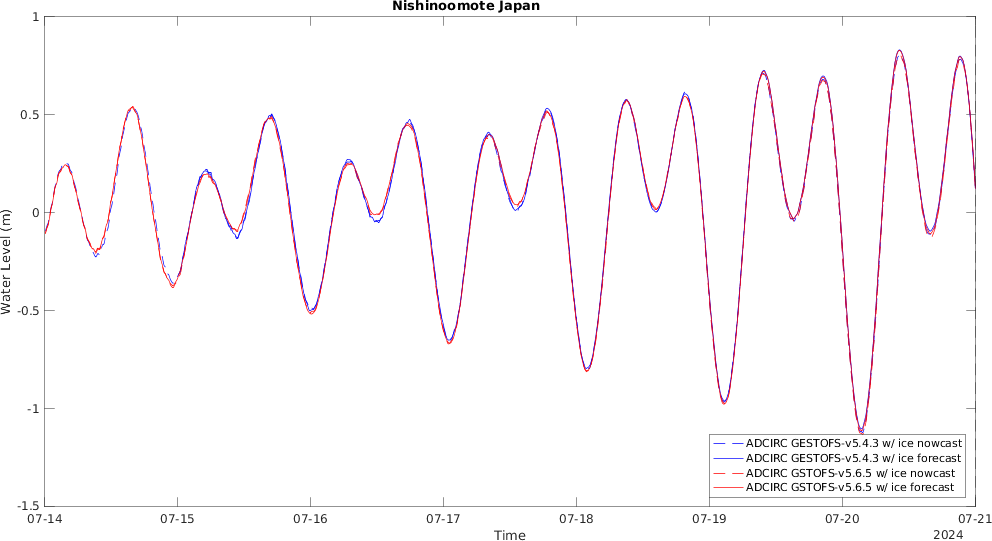 Nishinoomote Japan
1
0.5
0
-0.5
-1
-1.5
Water Level (m)
07-14 07-15 07-16 07-17 07-18 07-19 07-20 07-21
Time
2024
ADCIRC GESTOFS-v5.4.3 w/ ice nowcast
ADCIRC GESTOFS-v5.4.3 w/ ice forecast
ADCIRC GSTOFS-v5.6.5 w/ ice nowcast
ADCIRC GSTOFS-v5.6.5 w/ ice forecast